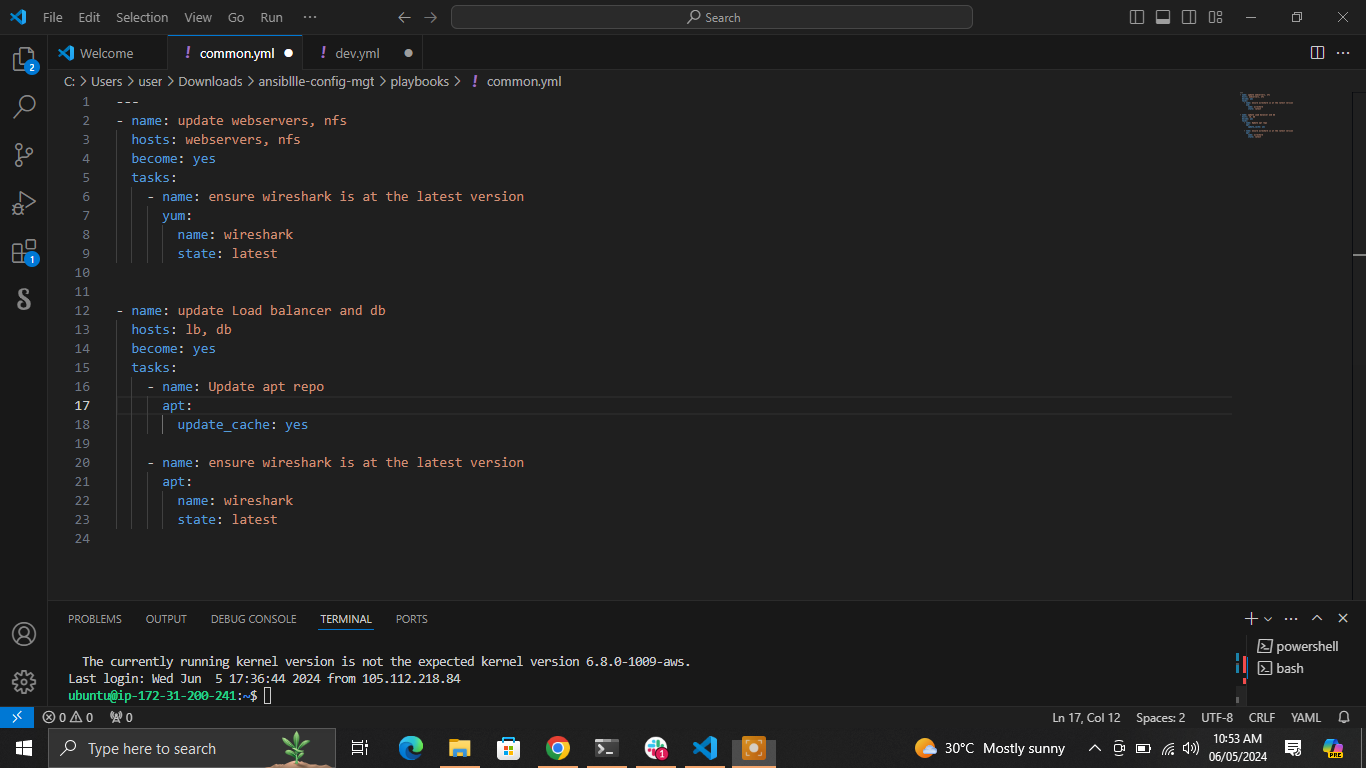 File Edit Selection View Go Run ···
Search
Welcome
! common.yml
! dev.yml
C: > Users > user > Downloads > ansiblle-config-mgt > playbooks > ! common.yml
1 ---
2 - name: update webservers, nfs
3 hosts: webservers, nfs
4 become: yes
5 tasks:
6 - name: ensure wireshark is at the latest version
7 yum:
8 name: wireshark
9 state: latest
10
11
12 - name: update Load balancer and db
13 hosts: lb, db
14 become: yes
15 tasks:
16 - name: Update apt repo
17 apt:
18 update_cache: yes
19
20 - name: ensure wireshark is at the latest version
21 apt:
22 name: wireshark
23 state: latest
24
2
1
PROBLEMS OUTPUT DEBUG CONSOLE TERMINAL PORTS
The currently running kernel version is not the expected kernel version 6.8.0-1009-aws.
Last login: Wed Jun  5 17:36:44 2024 from 105.112.218.84
ubuntu@ip-172-31-200-241:~$
powershell
bash
0 0 0
Ln 17, Col 12 Spaces: 2 UTF-8 CRLF YAML
Type here to search
1
30°C Mostly sunny
10:53 AM
06/05/2024
PRE